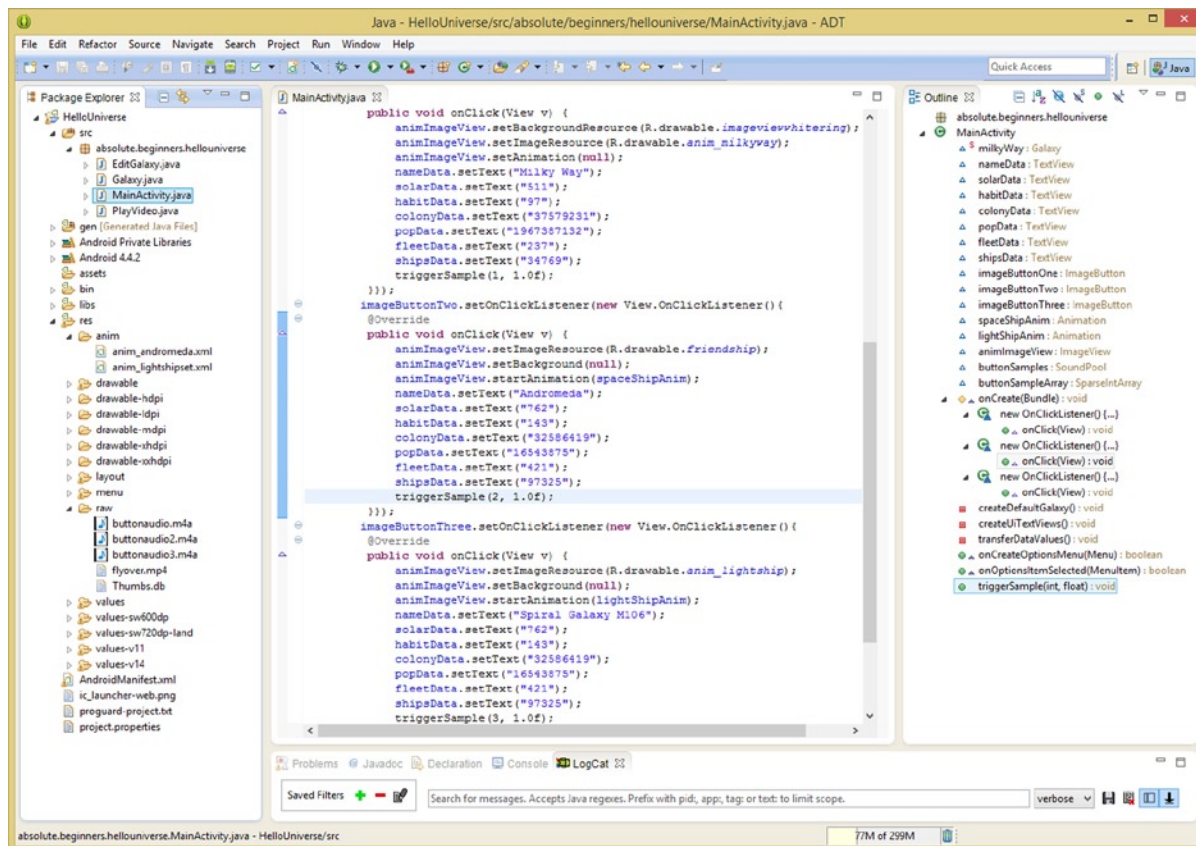 Java - HelloUniverse/src/absolute/beginners/hellouniverse/MainActivity.java - ADT
File Edit Refactor Source Navigate Search Project Run Window Help
Quick Access
Java
Package Explorer
HelloUniverse
src
absolute.beginners.hellouniverse
EditGalaxy.java
Galaxy.java
MainActivity.java
PlayVideo.java
gen [Generated Java Files]
Android Private Libraries
Android 4.4.2
assets
bin
libs
res
anim
anim_andromeda.xml
anim_lightshipset.xml
drawable
drawable-hdpi
drawable-ldpi
drawable-mdpi
drawable-xhdpi
drawable-xxhdpi
layout
menu
raw
buttonaudio.m4a
buttonaudio2.m4a
buttonaudio3.m4a
flyover.mp4
Thumbs.db
values
values-sw600dp
values-sw720dp-land
values-v11
values-v14
AndroidManifest.xml
ic_launcher-web.png
proguard-project.txt
project.properties
MainActivity.java
public void onClick(View v) {
animImageView.setBackgroundResource(R.drawable.imageviewwhitering);
animImageView.setImageResource(R.drawable.anim_milkyway);
animImageView.setAnimation(null);
nameData.setText("Milky Way");
solarData.setText("511");
habitData.setText("97");
colonyData.setText("37579231");
popData.setText("1967387132");
fleetData.setText("237");
shipsData.setText("34769");
triggerSample(1, 1.0f);
}});
imageButtonTwo.setOnClickListener(new View.OnClickListener(){
@Override
public void onClick(View v) {
animImageView.setImageResource(R.drawable.friendship);
animImageView.setBackground(null);
animImageView.startAnimation(spaceShipAnim);
nameData.setText("Andromeda");
solarData.setText("762");
habitData.setText("143");
colonyData.setText("32586419");
popData.setText("16543875");
fleetData.setText("421");
shipsData.setText("97325");
triggerSample(2, 1.0f);
}});
imageButtonThree.setOnClickListener(new View.OnClickListener(){
@Override
public void onClick(View v) {
animImageView.setImageResource(R.drawable.anim_lightship);
animImageView.setBackground(null);
animImageView.startAnimation(lightShipAnim);
nameData.setText("Spiral Galaxy M106");
solarData.setText("762");
habitData.setText("143");
colonyData.setText("32586419");
popData.setText("16543875");
fleetData.setText("421");
shipsData.setText("97325");
triggerSample(3, 1.0f);
Outline
absolute.beginners.hellouniverse
MainActivity
milkyWay : Galaxy
nameData : TextView
solarData : TextView
habitData : TextView
colonyData : TextView
popData : TextView
fleetData : TextView
shipsData : TextView
imageButtonOne : ImageButton
imageButtonTwo : ImageButton
imageButtonThree : ImageButton
spaceShipAnim : Animation
lightShipAnim : Animation
animImageView : ImageView
buttonSamples : SoundPool
buttonSampleArray : SparseIntArray
onCreate(Bundle) : void
new OnClickListener() {...}
onClick(View) : void
new OnClickListener() {...}
onClick(View) : void
new OnClickListener() {...}
onClick(View) : void
createDefaultGalaxy() : void
createUiTextViews() : void
transferDataValues() : void
onCreateOptionsMenu(Menu) : boolean
onOptionsItemSelected(MenuItem) : boolean
triggerSample(int, float) : void
Problems Javadoc Declaration Console LogCat
Saved Filters
Search for messages. Accepts Java regexes. Prefix with pid:, app:, tag: or text: to limit scope.
verbose
absolute.beginners.hellouniverse.MainActivity.java - HelloUniverse/src
77M of 299M